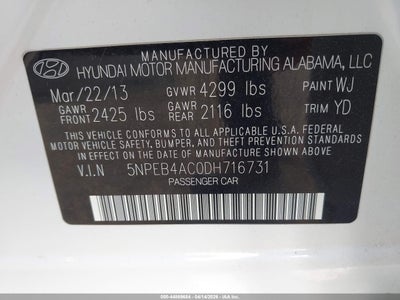 MANUFACTURED BY
HYUNDAI MOTOR MANUFACTURING ALABAMA, LLC
Mar/22/13 GVWR 4299 lbs PAINT WJ
GAWR FRONT 2425 lbs GAWR REAR 2116 lbs TRIM YD
THIS VEHICLE CONFORMS TO ALL APPLICABLE U.S.A FEDERAL
MOTOR VEHICLE SAFETY, BUMPER, AND THEFT PREVENTION
STANDARDS IN EFFECT ON THE DATE OF MANUFACTURE SHOWN ABOVE.
V.I.N 5NPEB4AC0DH716731
PASSENGER CAR